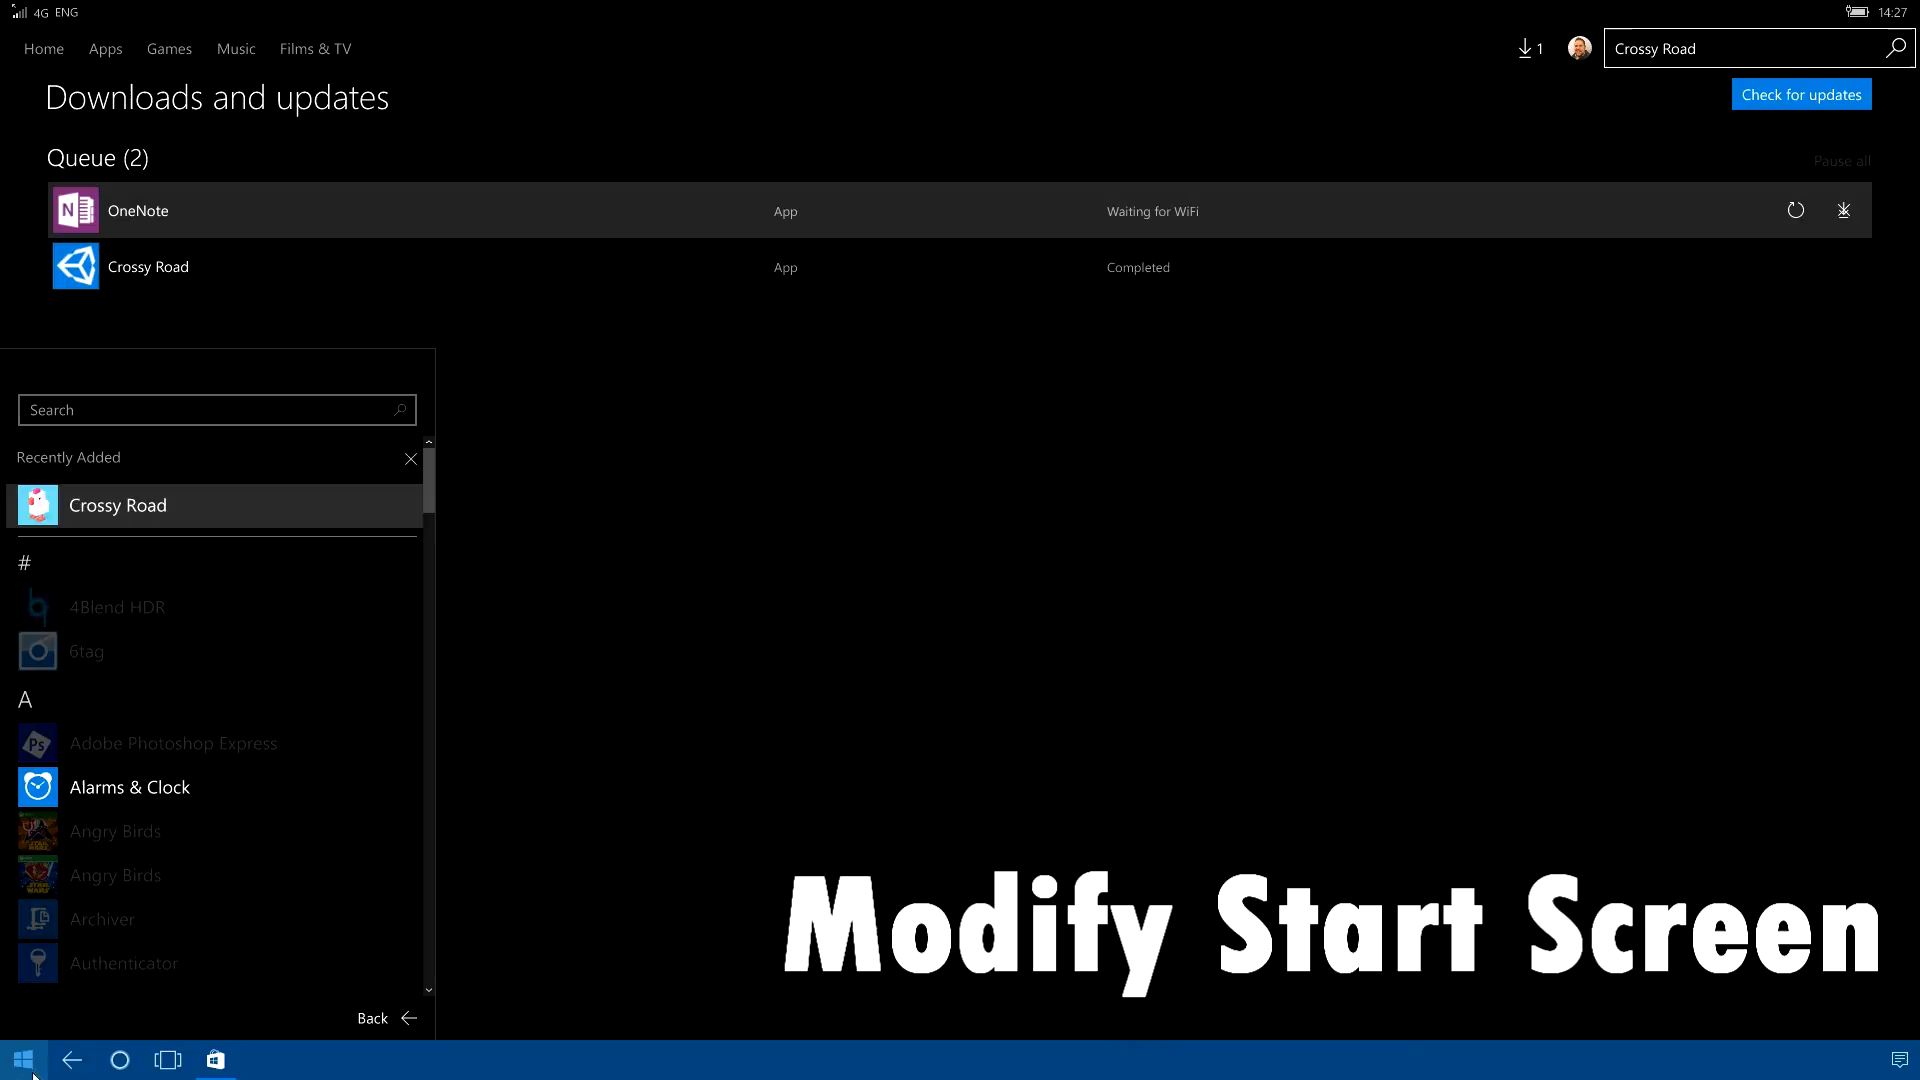 4G ENG
14:27
Home Apps Games Music Films & TV
1
Crossy Road
Downloads and updates
Check for updates
Queue (2)
Pause all
OneNote App Waiting for WiFi
Crossy Road App Completed
Search
Recently Added
Crossy Road
#
4Blend HDR
6tag
A
Adobe Photoshop Express
Alarms & Clock
Angry Birds
Angry Birds
Archiver
Authenticator
Back
Modify Start Screen